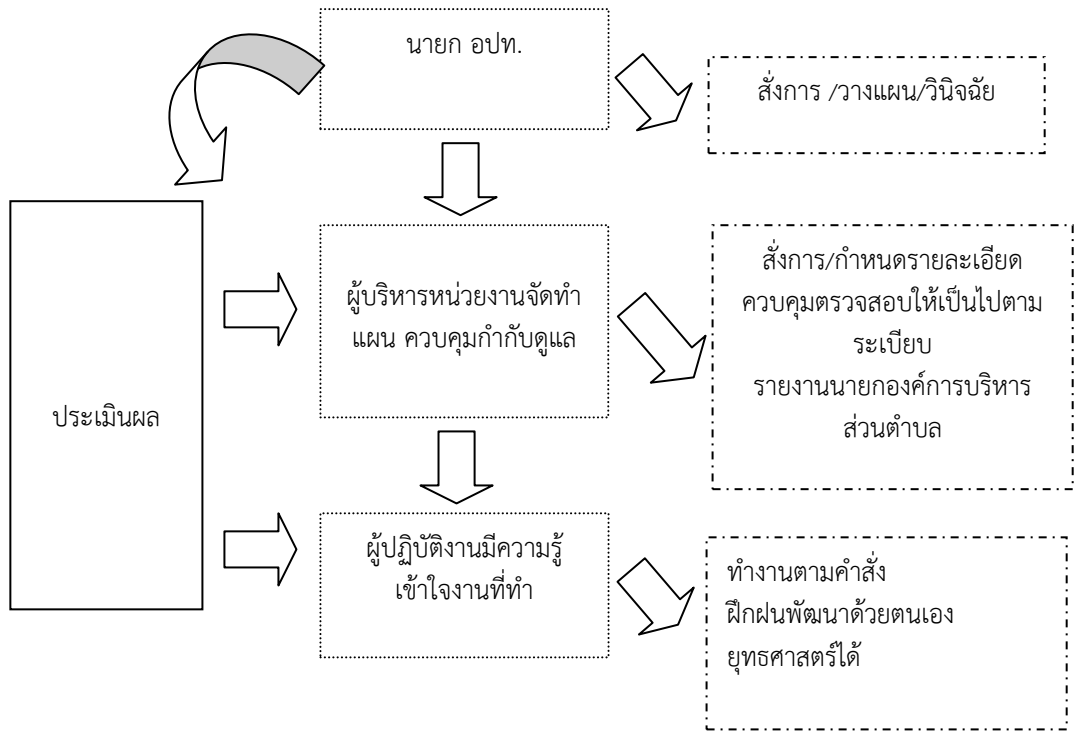 นายก อปท.
สั่งการ /วางแผน/วินิจฉัย
ผู้บริหารหน่วยงานจัดทำ
แผน ควบคุมกำกับดูแล
สั่งการ/กำหนดรายละเอียด
ควบคุมตรวจสอบให้เป็นไปตาม
ระเบียบ
รายงานนายกองค์การบริหาร
ส่วนตำบล
ประเมินผล
ผู้ปฏิบัติงานมีความรู้
เข้าใจงานที่ทำ
ทำงานตามคำสั่ง
ฝึกฝนพัฒนาด้วยตนเอง
ยุทธศาสตร์ได้